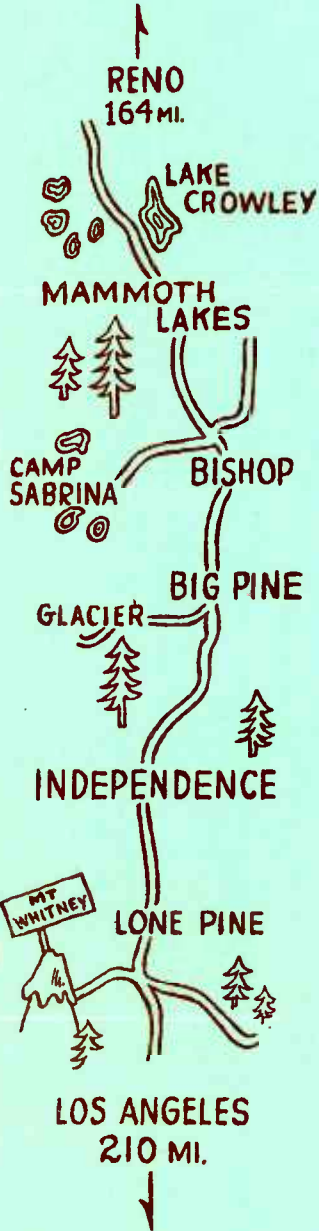 RENO
164 MI.
LAKE
CROWLEY
MAMMOTH
LAKES
CAMP
SABRINA
BISHOP
BIG PINE
GLACIER
INDEPENDENCE
MT
WHITNEY
LONE PINE
LOS ANGELES
210 MI.